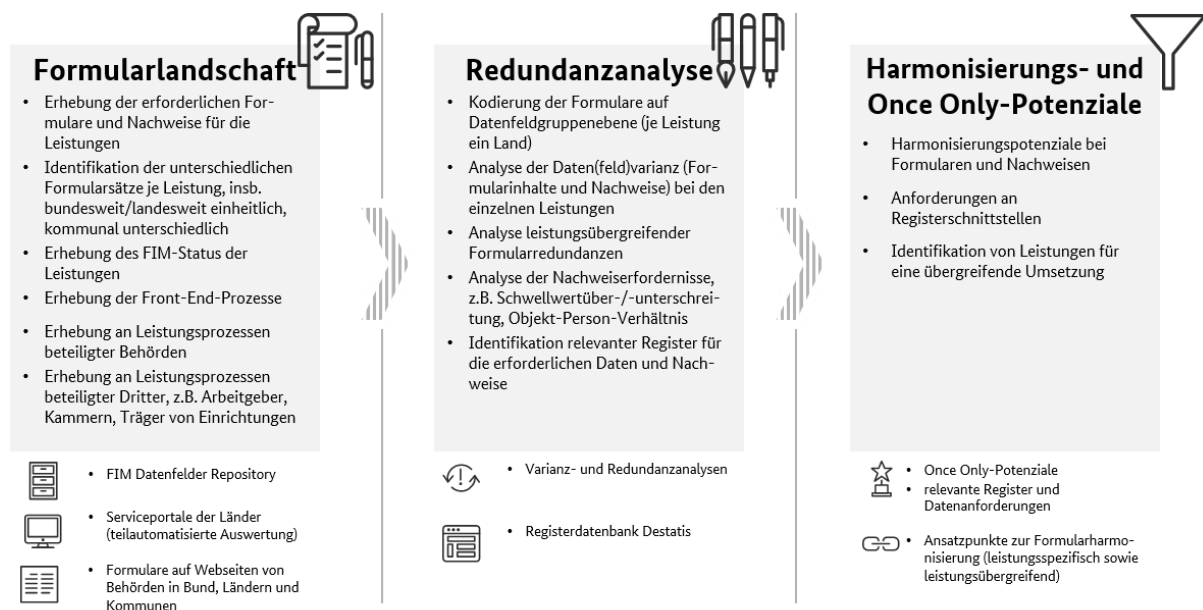 Formularlandschaft
• Erhebung der erforderlichen For-
mulare und Nachweise für die
Leistungen
• Identifikation der unterschiedlichen
Formularsätze je Leistung, insb.
bundesweit/landesweit einheitlich,
kommunal unterschiedlich
• Erhebung des FIM-Status der
Leistungen
• Erhebung der Front-End-Prozesse
• Erhebung an Leistungsprozessen
beteiligter Behörden
• Erhebung an Leistungsprozessen
beteiligter Dritter, z.B. Arbeitgeber,
Kammern, Träger von Einrichtungen
• FIM Datenfelder Repository
• Serviceportale der Länder
(teilautomatisierte Auswertung)
• Formulare auf Webseiten von
Behörden in Bund, Ländern und
Kommunen
Redundanzanalyse
• Kodierung der Formulare auf
Datenfeldgruppenebene (je Leistung
ein Land)
• Analyse der Daten(feld)varianz (For-
mularinhalte und Nachweise) bei den
einzelnen Leistungen
• Analyse leistungsübergreifender
Formularredundanzen
• Analyse der Nachweiserfordernisse,
z.B. Schwellwertüber-/-unterschrei-
tung, Objekt-Person-Verhältnis
• Identifikation relevanter Register für
die erforderlichen Daten und Nach-
weise
• Varianz- und Redundanzanalysen
• Registerdatenbank Destatis
Harmonisierungs- und
Once Only-Potenziale
• Harmonisierungspotenziale bei
Formularen und Nachweisen
• Anforderungen an
Registerschnittstellen
• Identifikation von Leistungen für
eine übergreifende Umsetzung
• Once Only-Potenziale
• relevante Register und
Datenanforderungen
• Ansatzpunkte zur Formularharmo-
nisierung (leistungsspezifisch sowie
leistungsübergreifend)